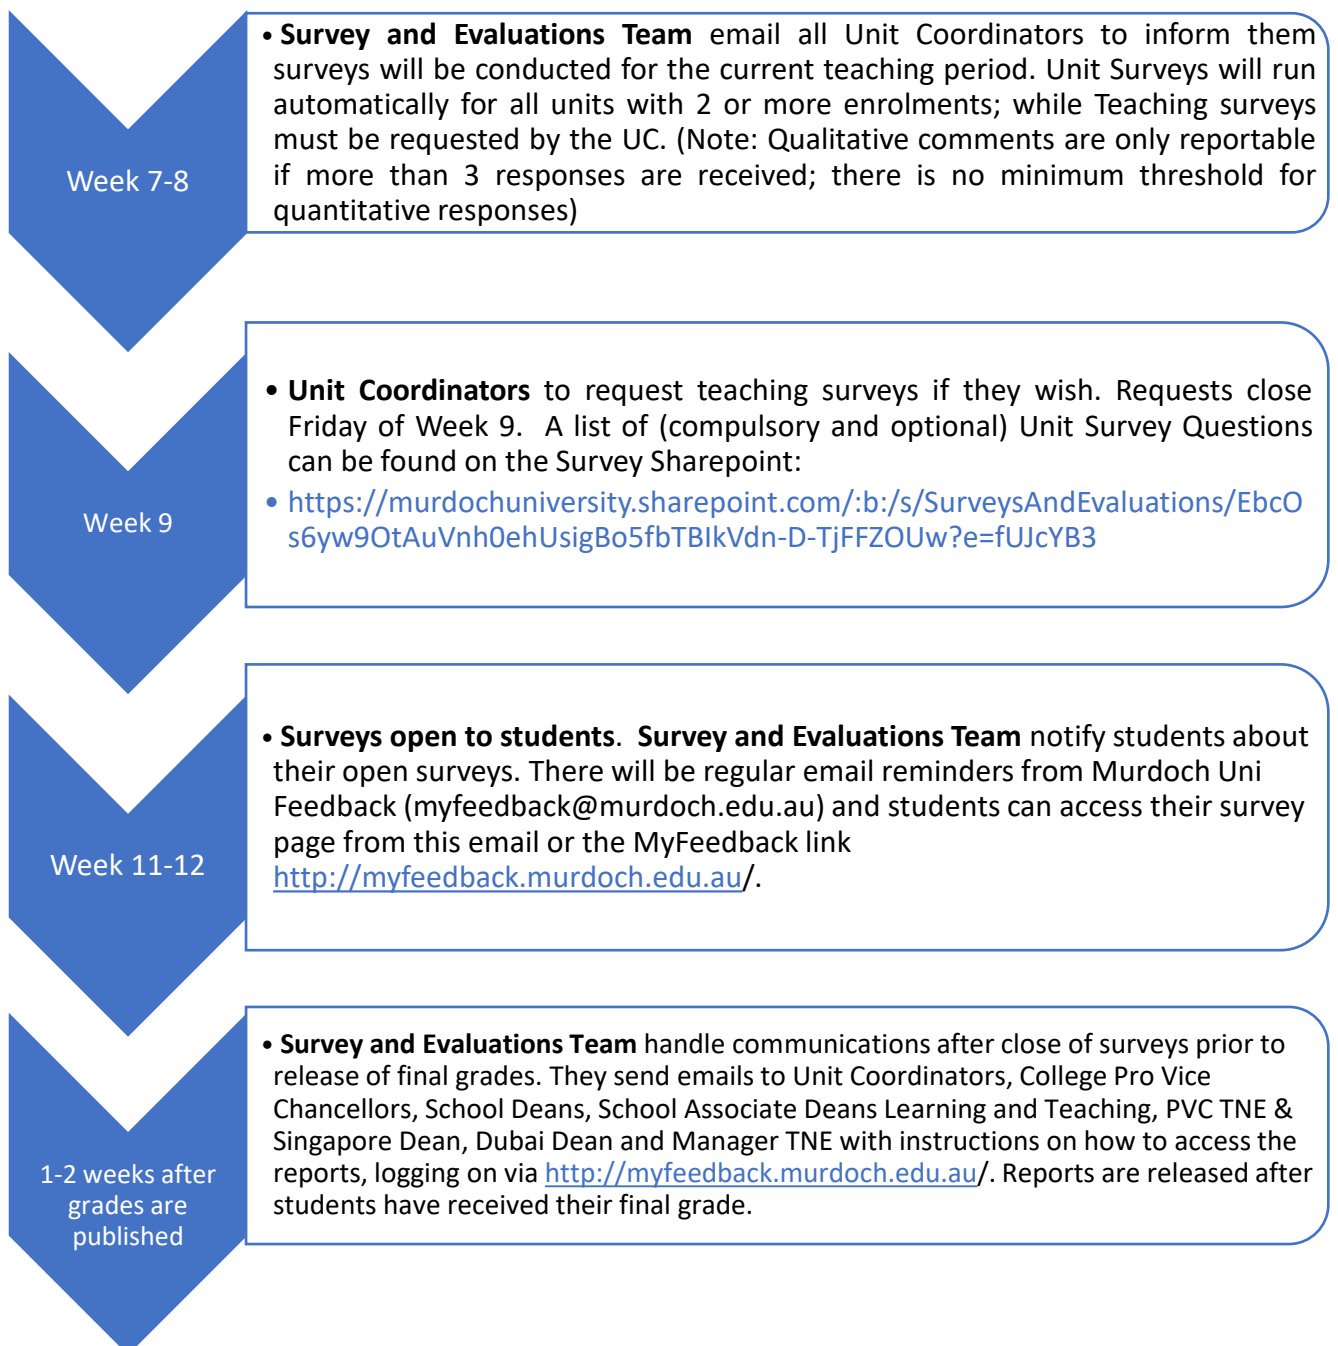 Week 7-8
• Survey and Evaluations Team email all Unit Coordinators to inform them
surveys will be conducted for the current teaching period. Unit Surveys will run
automatically for all units with 2 or more enrolments; while Teaching surveys
must be requested by the UC. (Note: Qualitative comments are only reportable
if more than 3 responses are received; there is no minimum threshold for
quantitative responses)
Week 9
• Unit Coordinators to request teaching surveys if they wish. Requests close
Friday of Week 9. A list of (compulsory and optional) Unit Survey Questions
can be found on the Survey Sharepoint:
• https://murdochuniversity.sharepoint.com/:b:/s/SurveysAndEvaluations/EbcO
s6yw9OtAuVnh0ehUsigBo5fbTBIkVdn-D-TjFFZOUw?e=fUJcYB3
Week 11-12
• Surveys open to students. Survey and Evaluations Team notify students about
their open surveys. There will be regular email reminders from Murdoch Uni
Feedback (myfeedback@murdoch.edu.au) and students can access their survey
page from this email or the MyFeedback link
http://myfeedback.murdoch.edu.au/.
1-2 weeks after
grades are
published
• Survey and Evaluations Team handle communications after close of surveys prior to
release of final grades. They send emails to Unit Coordinators, College Pro Vice
Chancellors, School Deans, School Associate Deans Learning and Teaching, PVC TNE &
Singapore Dean, Dubai Dean and Manager TNE with instructions on how to access the
reports, logging on via http://myfeedback.murdoch.edu.au/. Reports are released after
students have received their final grade.